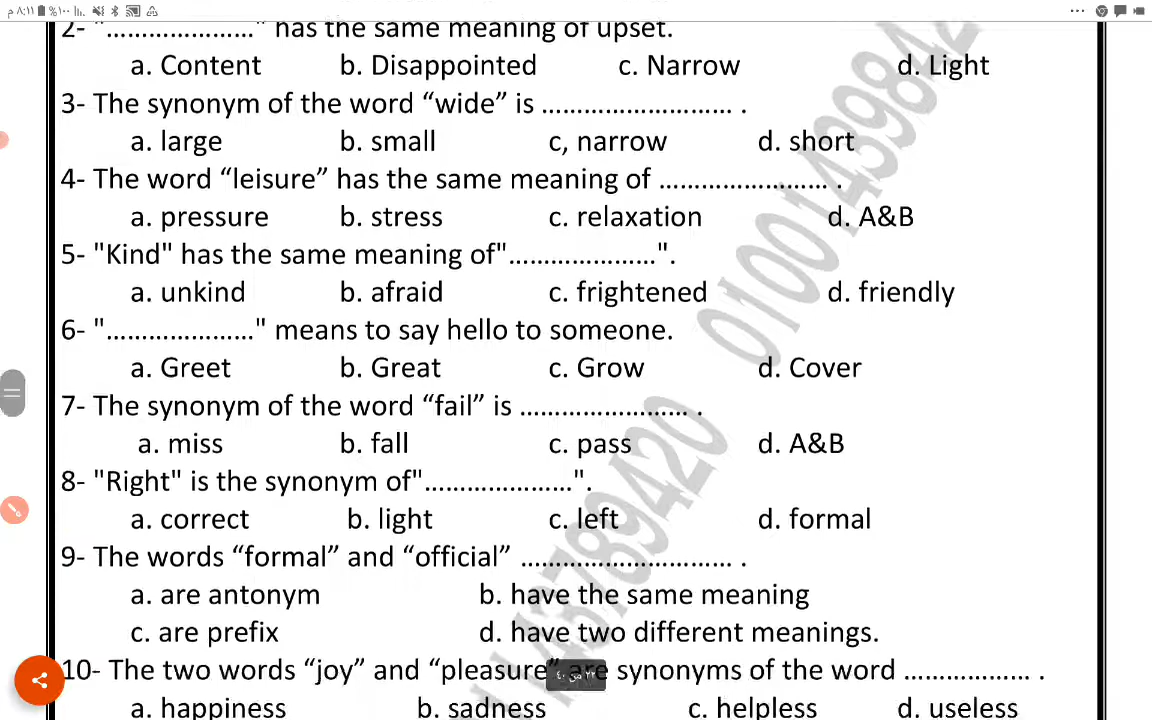 م ٨:١١ %١٠٠
2- "....................." has the same meaning of upset.
a. Content b. Disappointed c. Narrow d. Light
3- The synonym of the word “wide” is ........................... .
a. large b. small c, narrow d. short
4- The word “leisure” has the same meaning of ........................ .
a. pressure b. stress c. relaxation d. A&B
5- "Kind" has the same meaning of".....................".
a. unkind b. afraid c. frightened d. friendly
6- "....................." means to say hello to someone.
a. Greet b. Great c. Grow d. Cover
7- The synonym of the word “fail” is ........................ .
a. miss b. fall c. pass d. A&B
8- "Right" is the synonym of".....................".
a. correct b. light c. left d. formal
9- The words “formal” and “official” .............................. .
a. are antonym b. have the same meaning
c. are prefix d. have two different meanings.
10- The two words “joy” and “pleasure” are synonyms of the word .................. .
a. happiness b. sadness c. helpless d. useless